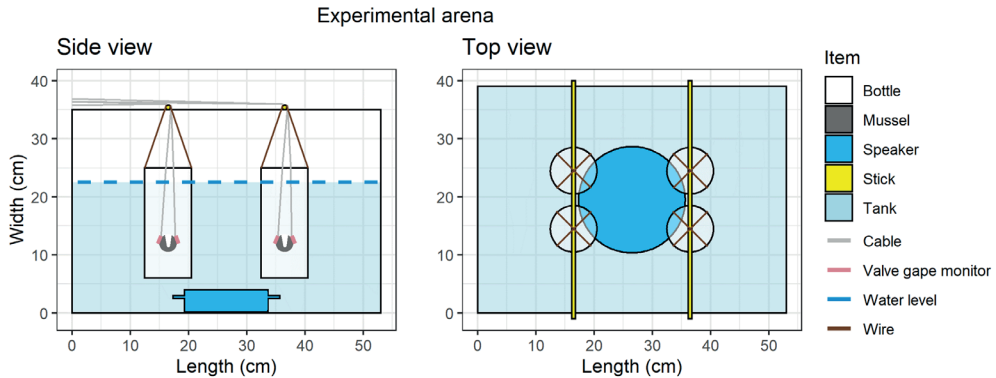 Experimental arena
Side view
Top view
40
30
20
10
0
0 10 20 30 40 50
Width (cm)
Length (cm)
40
30
20
10
0
0 10 20 30 40 50
Length (cm)
Item
Bottle
Mussel
Speaker
Stick
Tank
Cable
Valve gape monitor
Water level
Wire